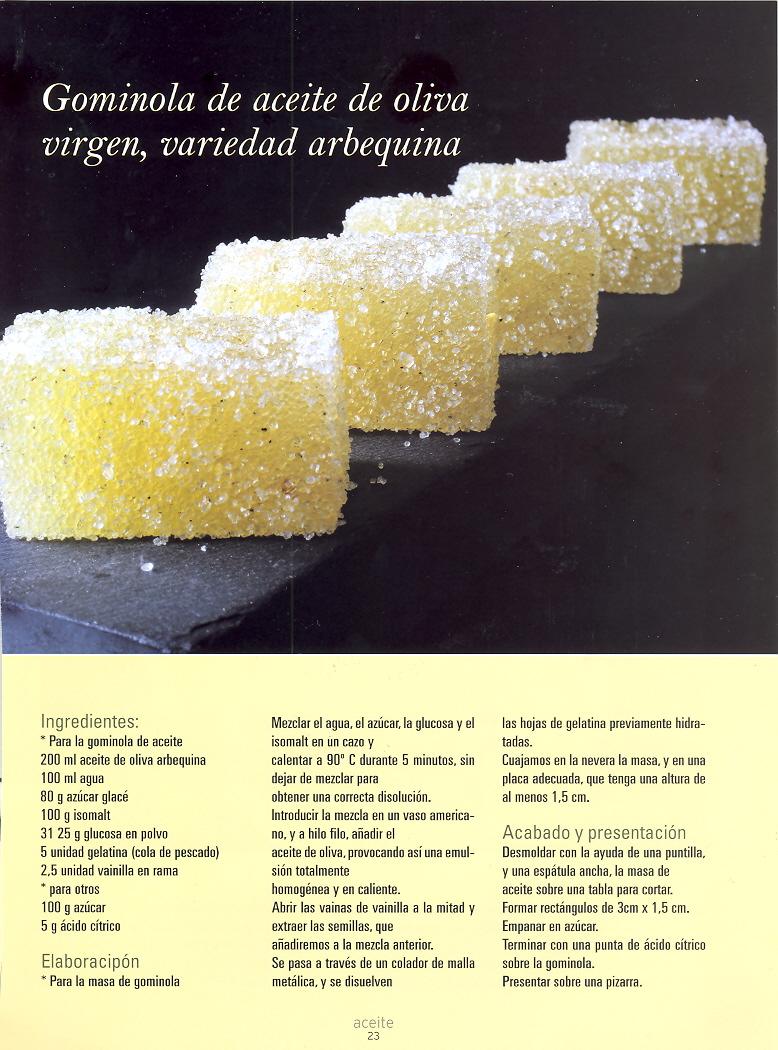 Gominola de aceite de oliva
virgen, variedad arbequina
Ingredientes:
* Para la gominola de aceite
200 ml aceite de oliva arbequina
100 ml agua
80 g azúcar glacé
100 g isomalt
31 25 g glucosa en polvo
5 unidad gelatina (cola de pescado)
2,5 unidad vainilla en rama
* para otros
100 g azúcar
5 g ácido cítrico
Elaboracipón
* Para la masa de gominola
Mezclar el agua, el azúcar, la glucosa y el
isomalt en un cazo y
calentar a 90º C durante 5 minutos, sin
dejar de mezclar para
obtener una correcta disolución.
Introducir la mezcla en un vaso america-
no, y a hilo filo, añadir el
aceite de oliva, provocando así una emul-
sión totalmente
homogénea y en caliente.
Abrir las vainas de vainilla a la mitad y
extraer las semillas, que
añadiremos a la mezcla anterior.
Se pasa a través de un colador de malla
metálica, y se disuelven
las hojas de gelatina previamente hidra-
tadas.
Cuajamos en la nevera la masa, y en una
placa adecuada, que tenga una altura de
al menos 1,5 cm.
Acabado y presentación
Desmoldar con la ayuda de una puntilla,
y una espátula ancha, la masa de
aceite sobre una tabla para cortar.
Formar rectángulos de 3cm x 1,5 cm.
Empanar en azúcar.
Terminar con una punta de ácido cítrico
sobre la gominola.
Presentar sobre una pizarra.
aceite
23